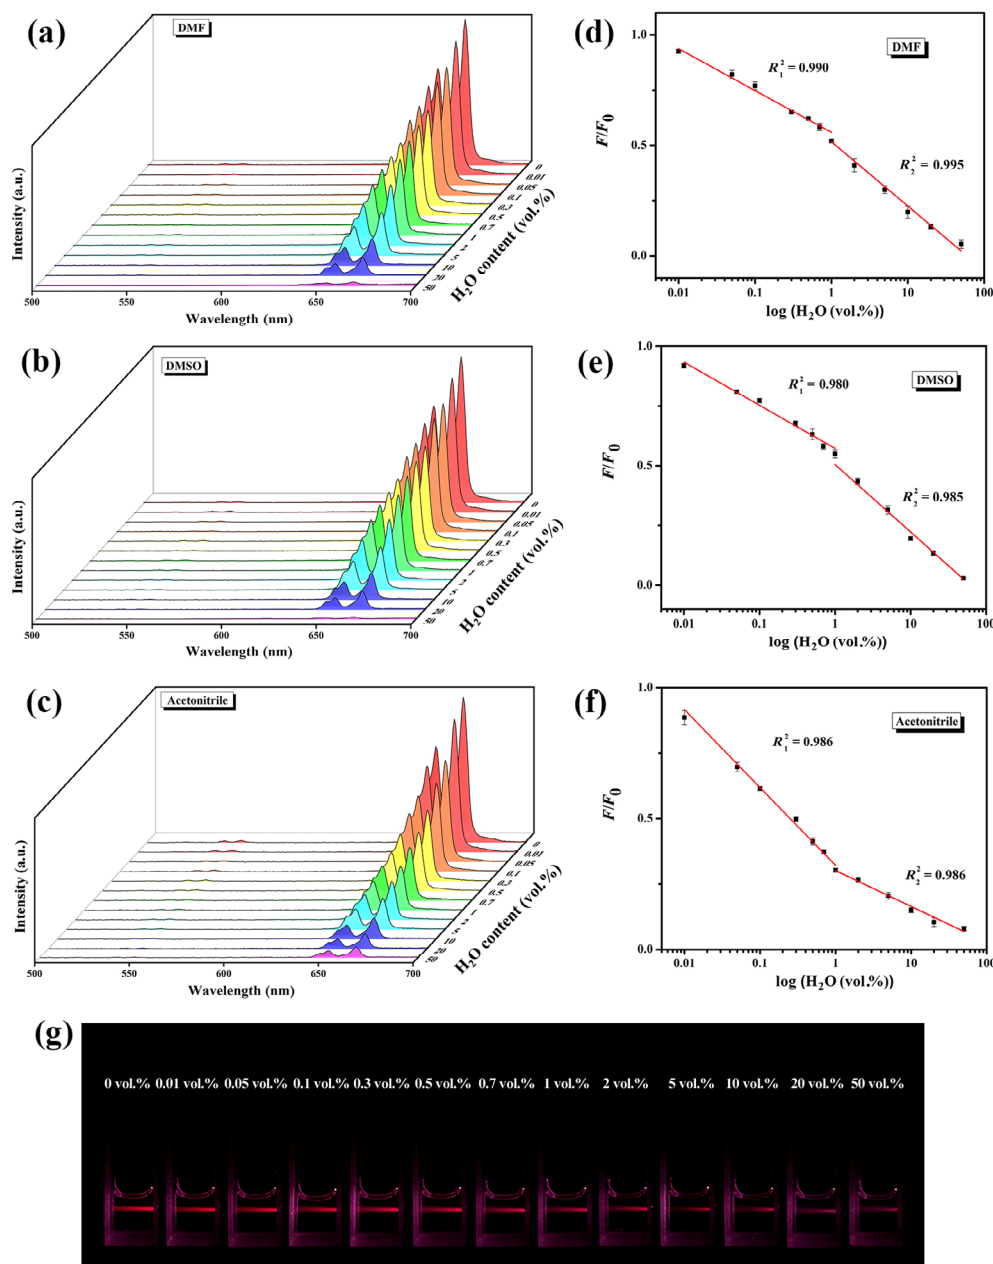 (a)
DMF
Intensity (a.u.)
0
0.01
0.05
0.1
0.3
0.5
0.7
1
2
5
10
20
50
H₂O content (vol.%)
500
550
600
650
700
Wavelength (nm)
(d)
DMF
1.0
0.5
0.0
F/F₀
R₁² = 0.990
R₂² = 0.995
0.01
0.1
1
10
100
log (H₂O (vol.%))
(b)
DMSO
Intensity (a.u.)
0
0.01
0.05
0.1
0.3
0.5
0.7
1
2
5
10
20
50
H₂O content (vol.%)
500
550
600
650
700
Wavelength (nm)
(e)
DMSO
1.0
0.5
0.0
F/F₀
R₁² = 0.980
R₂² = 0.985
0.01
0.1
1
10
100
log (H₂O (vol.%))
(c)
Acetonitrile
Intensity (a.u.)
0
0.01
0.05
0.1
0.3
0.5
0.7
1
2
5
10
20
50
H₂O content (vol.%)
500
550
600
650
700
Wavelength (nm)
(f)
Acetonitrile
1.0
0.5
0.0
F/F₀
R₁² = 0.986
R₂² = 0.986
0.01
0.1
1
10
100
log (H₂O (vol.%))
(g)
0 vol.% 0.01 vol.% 0.05 vol.% 0.1 vol.% 0.3 vol.% 0.5 vol.% 0.7 vol.% 1 vol.% 2 vol.% 5 vol.% 10 vol.% 20 vol.% 50 vol.%